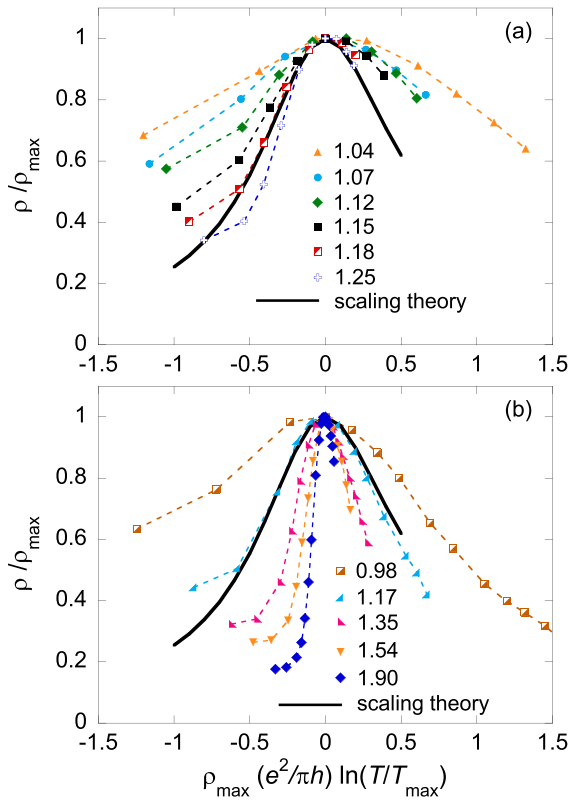 (a)
1
0.8
0.6
0.4
0.2
0
ρ /ρmax
1.04
1.07
1.12
1.15
1.18
1.25
scaling theory
-1.5 -1 -0.5 0 0.5 1 1.5
(b)
1
0.8
0.6
0.4
0.2
0
ρ /ρmax
0.98
1.17
1.35
1.54
1.90
scaling theory
-1.5 -1 -0.5 0 0.5 1 1.5
ρmax (e²/πh) ln(T/Tmax)